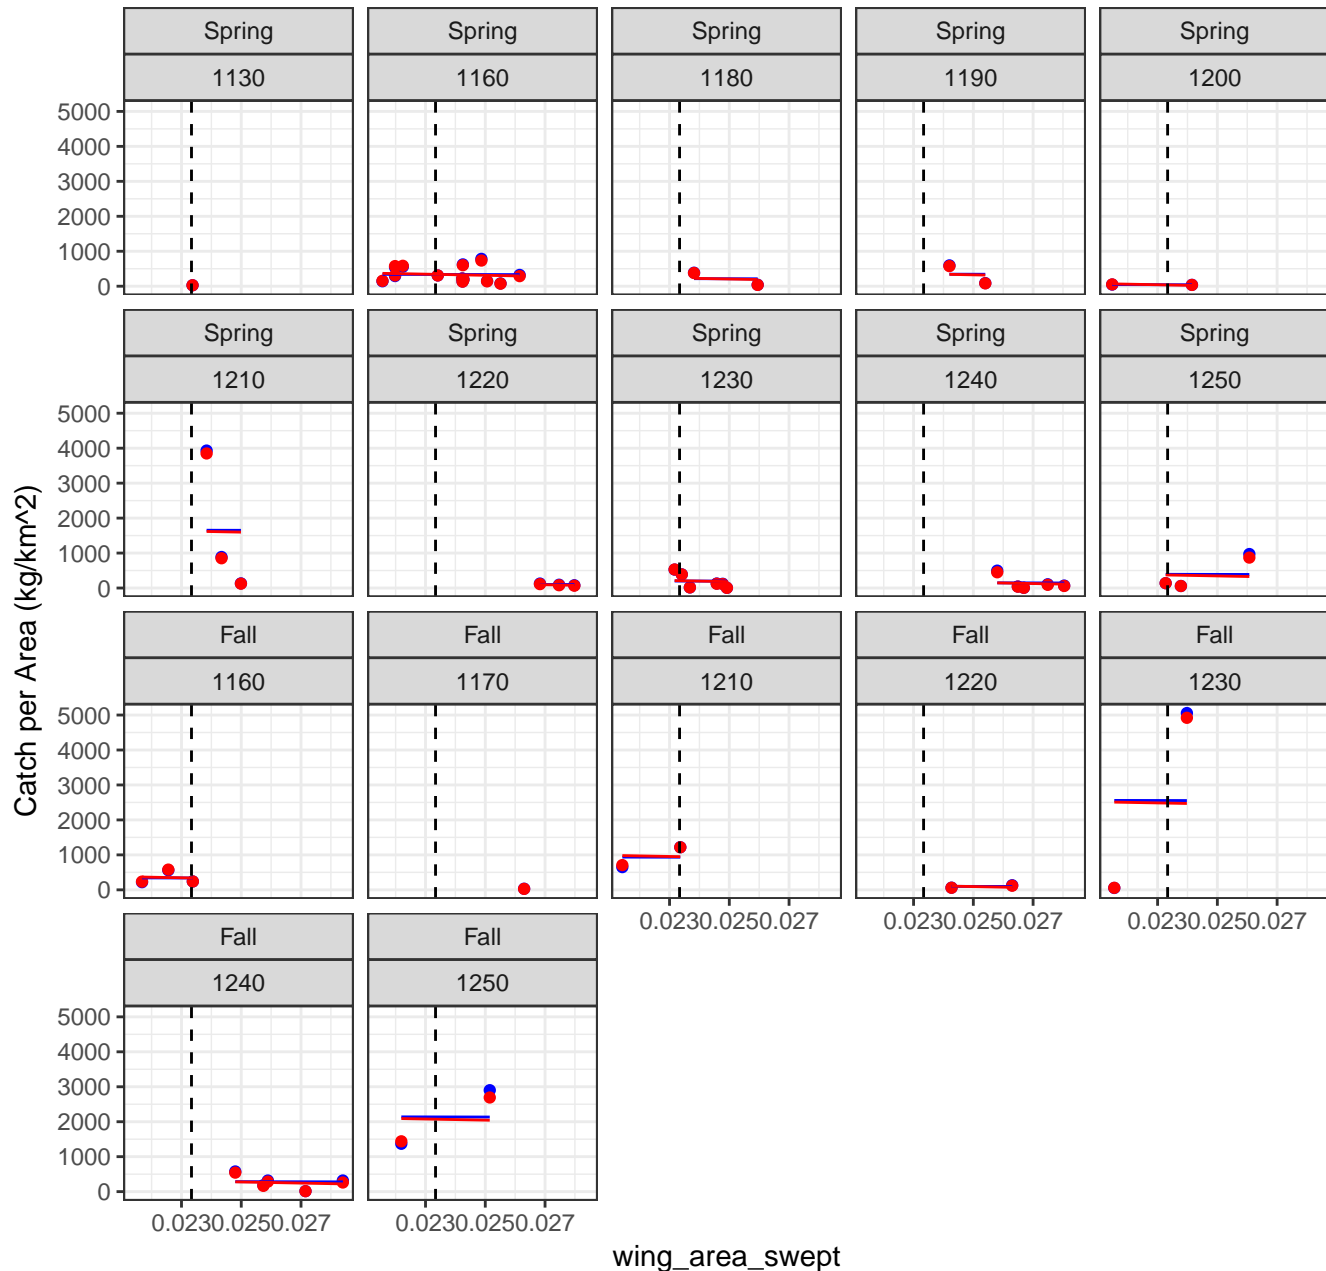 Spring Spring Spring Spring Spring
1130 1160 1180 1190 1200
5000
4000
3000
2000
1000
0
Spring Spring Spring Spring Spring
1210 1220 1230 1240 1250
5000
4000
3000
2000
1000
0
Fall Fall Fall Fall Fall
1160 1170 1210 1220 1230
5000
4000
3000
2000
1000
0
0.0230.0250.027 0.0230.0250.027 0.0230.0250.027
Fall Fall
1240 1250
5000
4000
3000
2000
1000
0
0.0230.0250.027 0.0230.0250.027
Catch per Area (kg/km^2)
wing_area_swept